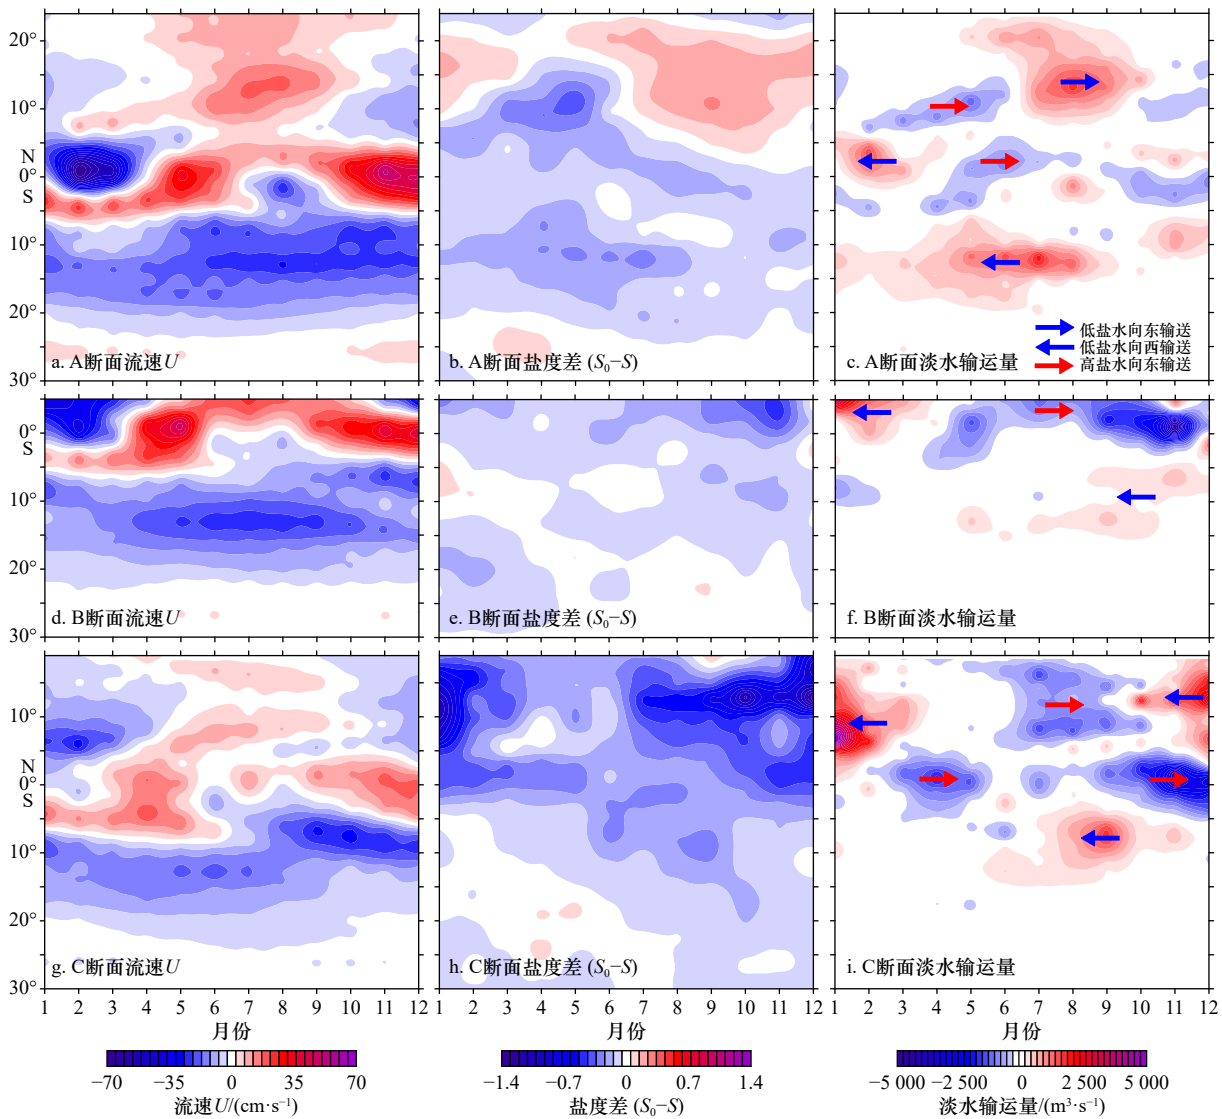 20°
10°
N
0°
S
10°
20°
30°
a. A断面流速U
b. A断面盐度差 (S₀−S)
c. A断面淡水输运量
低盐水向东输送
低盐水向西输送
高盐水向东输送
0°
S
10°
20°
30°
d. B断面流速U
e. B断面盐度差 (S₀−S)
f. B断面淡水输运量
10°
N
0°
S
10°
20°
30°
g. C断面流速U
h. C断面盐度差 (S₀−S)
i. C断面淡水输运量
1 2 3 4 5 6 7 8 9 10 11 12
1 2 3 4 5 6 7 8 9 10 11 12
2 3 4 5 6 7 8 9 10 11 12
月份
月份
月份
−70 −35 0 35 70
−1.4 −0.7 0 0.7 1.4
−5 000 −2 500 0 2 500 5 000
流速U/(cm·s⁻¹)
盐度差 (S₀−S)
淡水输运量/(m³·s⁻¹)